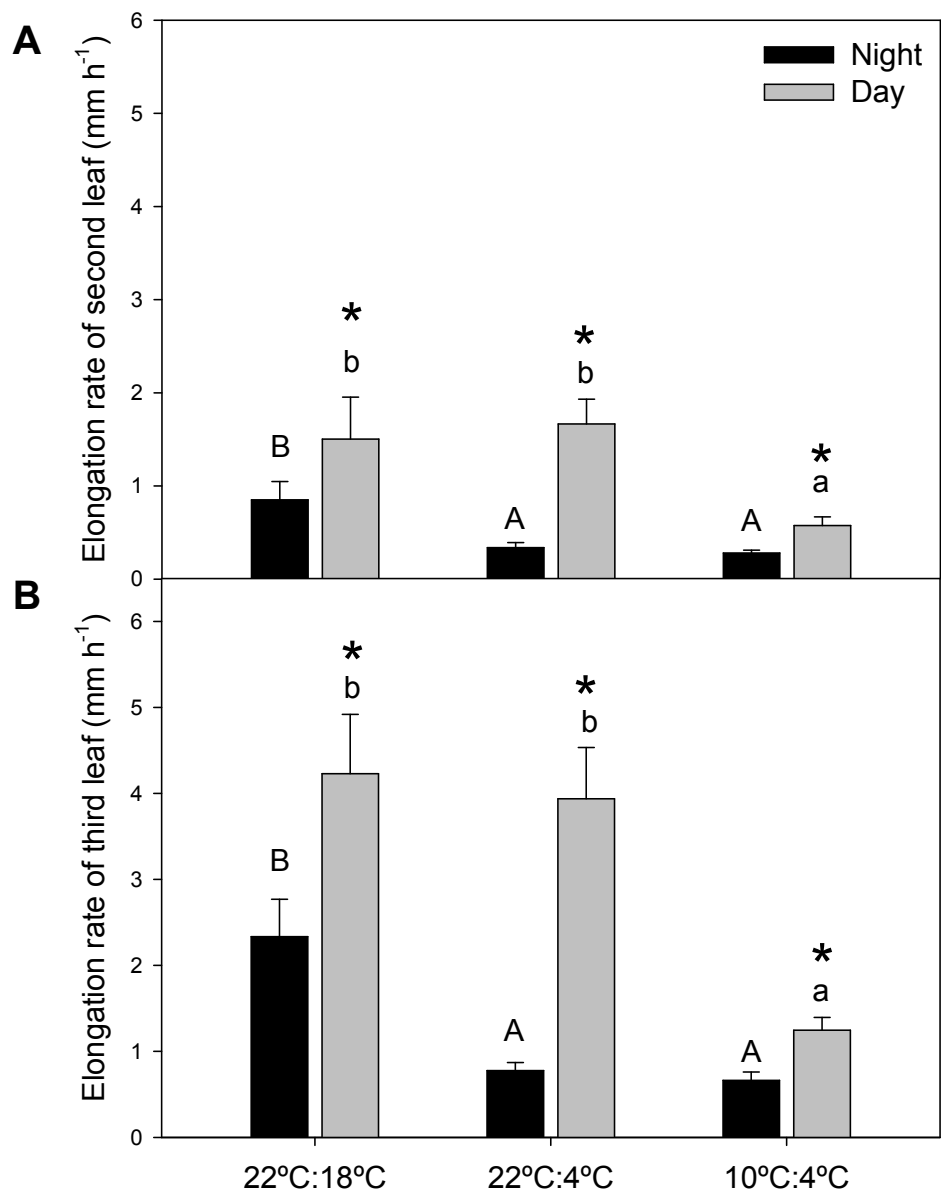 A
Elongation rate of second leaf (mm h-1)
6
5
4
3
2
1
0
Night
Day
*
b
B
*
b
A
*
a
A
B
Elongation rate of third leaf (mm h-1)
6
5
4
3
2
1
0
*
b
B
*
b
A
*
a
A
22ºC:18ºC
22ºC:4ºC
10ºC:4ºC